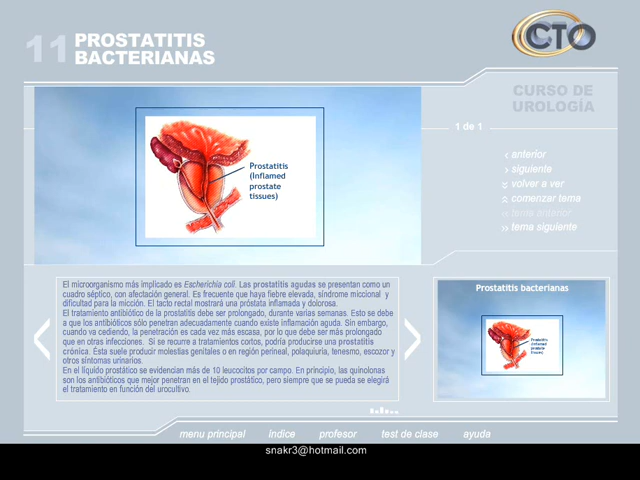 11 PROSTATITIS
BACTERIANAS
CTO
CURSO DE
UROLOGÍA
1 de 1
Prostatitis
(Inflamed
prostate
tissues)
anterior
siguiente
volver a ver
comenzar tema
tema anterior
tema siguiente
El microorganismo más implicado es Escherichia coli. Las prostatitis agudas se presentan como un
cuadro séptico, con afectación general. Es frecuente que haya fiebre elevada, síndrome miccional y
dificultad para la micción. El tacto rectal mostrará una próstata inflamada y dolorosa.
El tratamiento antibiótico de la prostatitis debe ser prolongado, durante varias semanas. Esto se debe
a que los antibióticos sólo penetran adecuadamente cuando existe inflamación aguda. Sin embargo,
cuando va cediendo, la penetración es cada vez más escasa, por lo que debe ser más prolongado
que en otras infecciones. Si se recurre a tratamientos cortos, podría producirse una prostatitis
crónica. Ésta suele producir molestias genitales o en región perineal, polaquiuria, tenesmo, escozor y
otros síntomas urinarios.
En el líquido prostático se evidencian más de 10 leucocitos por campo. En principio, las quinolonas
son los antibióticos que mejor penetran en el tejido prostático, pero siempre que se pueda se elegirá
el tratamiento en función del urocultivo.
Prostatitis bacterianas
Prostatitis
(Inflamed
prostate
tissues)
menu principal indice profesor test de clase ayuda
snakr3@hotmail.com